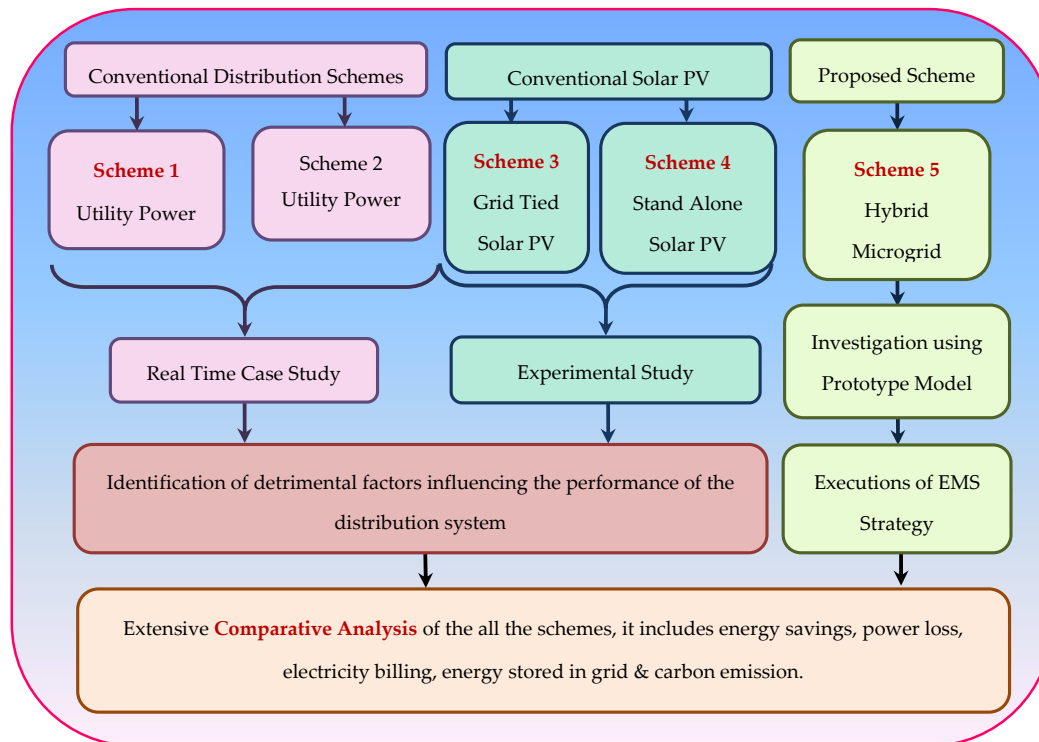 Conventional Distribution Schemes
Conventional Solar PV
Proposed Scheme
Scheme 1
Utility Power
Scheme 2
Utility Power
Scheme 3
Grid Tied
Solar PV
Scheme 4
Stand Alone
Solar PV
Scheme 5
Hybrid
Microgrid
Real Time Case Study
Experimental Study
Investigation using
Prototype Model
Identification of detrimental factors influencing the performance of the
distribution system
Executions of EMS
Strategy
Extensive Comparative Analysis of the all the schemes, it includes energy savings, power loss,
electricity billing, energy stored in grid & carbon emission.